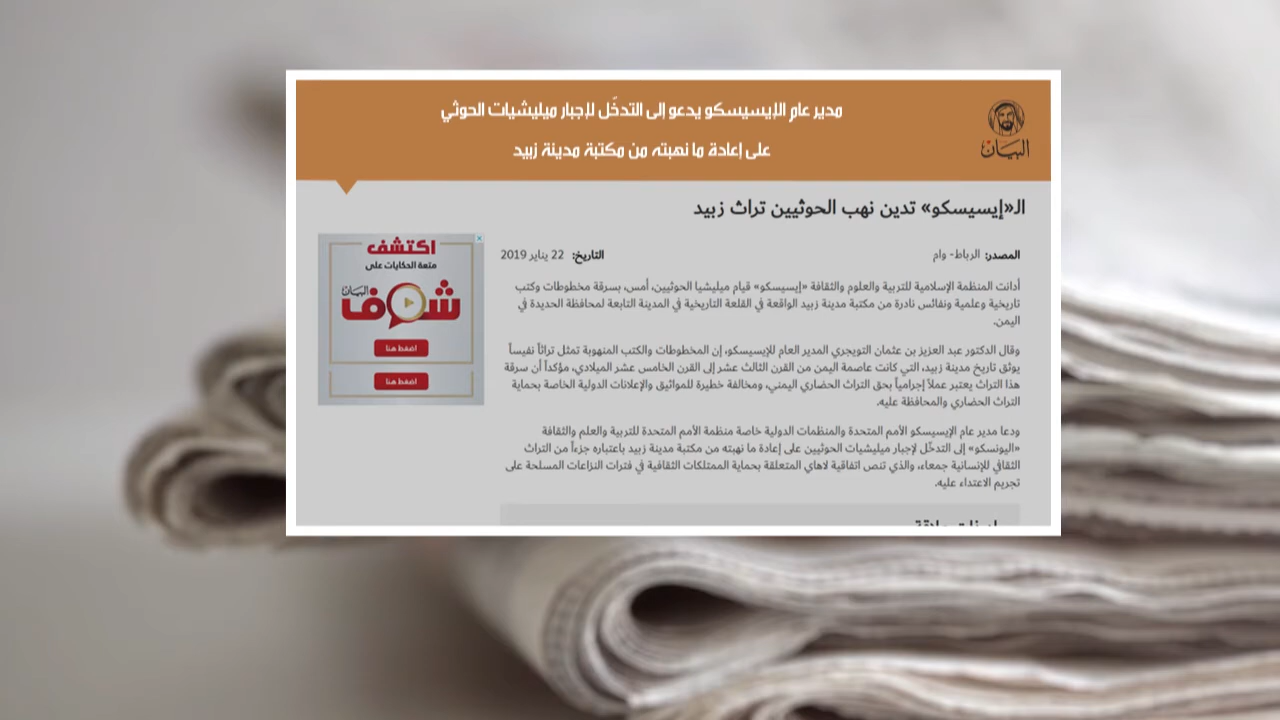 مدير عام الإيسيسكو يدعو إلى التدخّل لإجبار ميليشيات الحوثي
على إعادة ما نهبته من مكتبة مدينة زبيد
البيان
الـ«إيسيسكو» تدين نهب الحوثيين تراث زبيد
المصدر: الرباط- وام
التاريخ: 22 يناير 2019
أدانت المنظمة الإسلامية للتربية والعلوم والثقافة «إيسيسكو» قيام ميليشيا الحوثيين، أمس، بسرقة مخطوطات وكتب
تاريخية وعلمية ونفائس نادرة من مكتبة مدينة زبيد الواقعة في القلعة التاريخية في المدينة التابعة لمحافظة الحديدة في
اليمن.
وقال الدكتور عبد العزيز بن عثمان التويجري المدير العام للإيسيسكو، إن المخطوطات والكتب المنهوبة تمثل تراثاً نفيساً
يوثق تاريخ مدينة زبيد، التي كانت عاصمة اليمن من القرن الثالث عشر إلى القرن الخامس عشر الميلادي، مؤكداً أن سرقة
هذا التراث يعتبر عملاً إجرامياً بحق التراث الحضاري اليمني، ومخالفة خطيرة للمواثيق والإعلانات الدولية الخاصة بحماية
التراث الحضاري والمحافظة عليه.
ودعا مدير عام الإيسيسكو الأمم المتحدة والمنظمات الدولية خاصة منظمة الأمم المتحدة للتربية والعلم والثقافة
«اليونسكو» إلى التدخّل لإجبار ميليشيات الحوثيين على إعادة ما نهبته من مكتبة مدينة زبيد باعتباره جزءاً من التراث
الثقافي للإنسانية جمعاء، والذي تنص اتفاقية لاهاي المتعلقة بحماية الممتلكات الثقافية في فترات النزاعات المسلحة على
تجريم الاعتداء عليه.
اكتشف
متعة الحكايات على
البيان
شوف
اضغط هنا
اضغط هنا